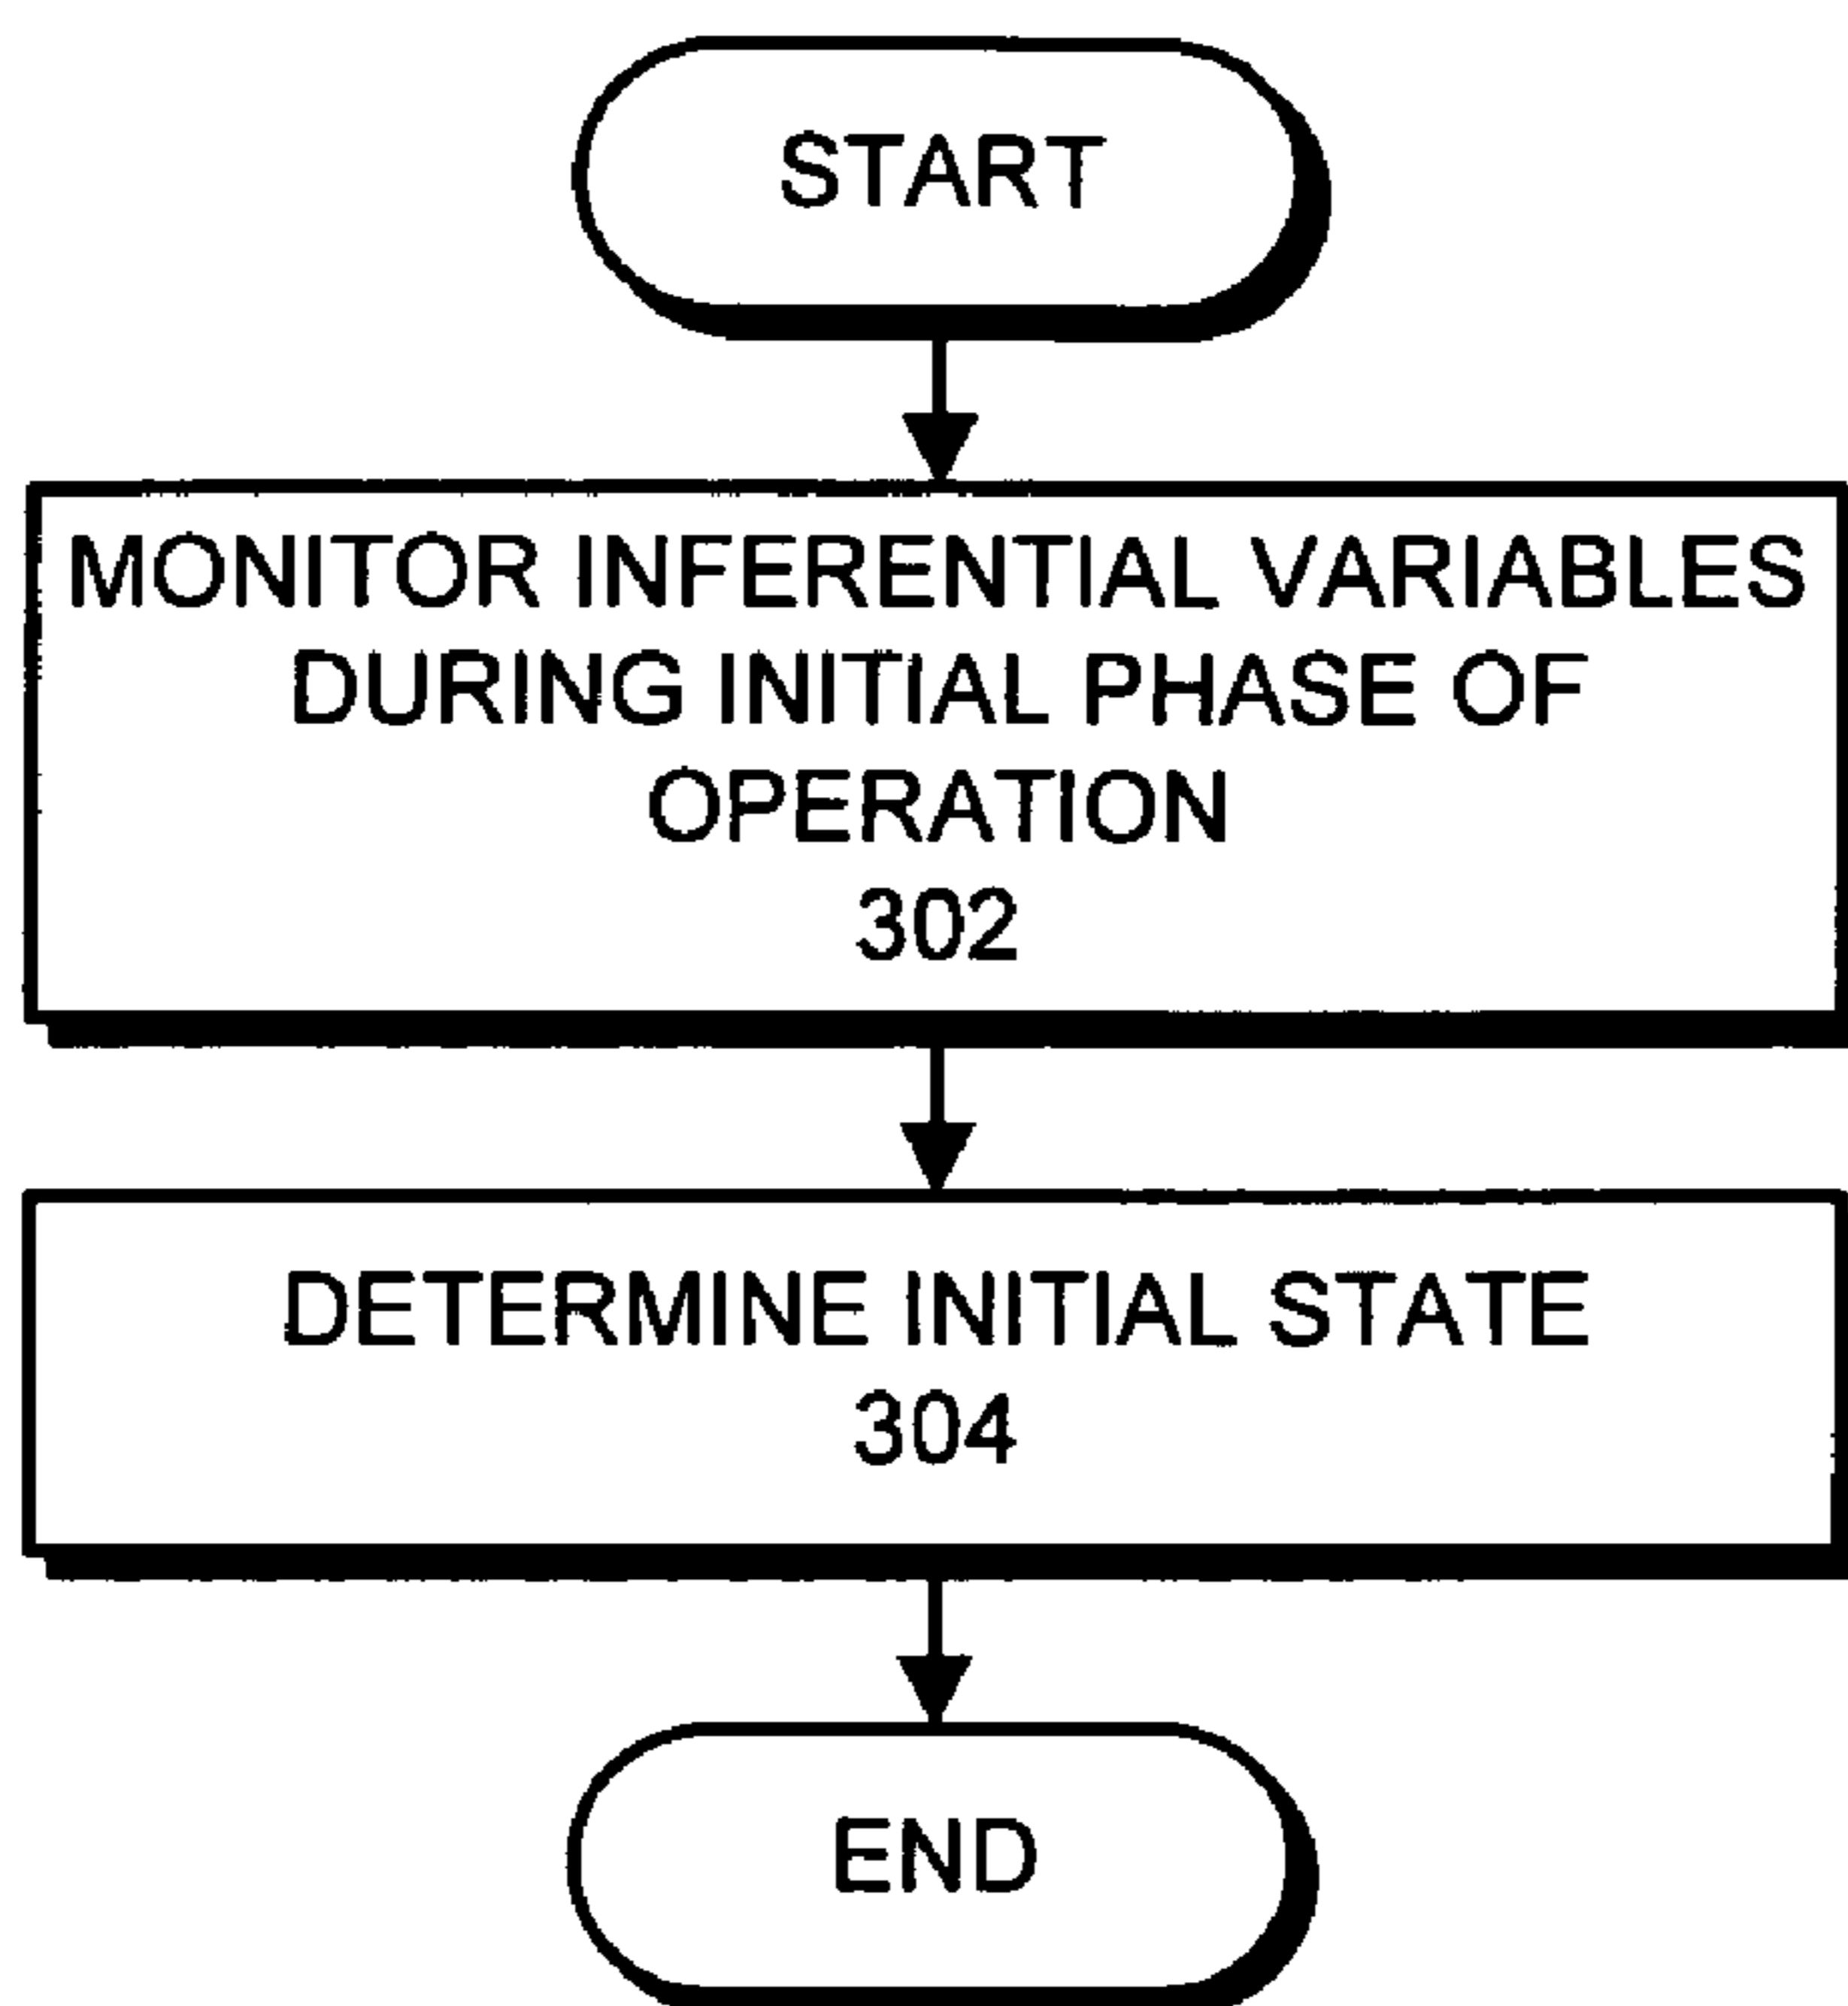 START
MONITOR INFERENTIAL VARIABLES
DURING INITIAL PHASE OF
OPERATION
302
DETERMINE INITIAL STATE
304
END